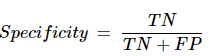 Specificity = TN / TN + FP